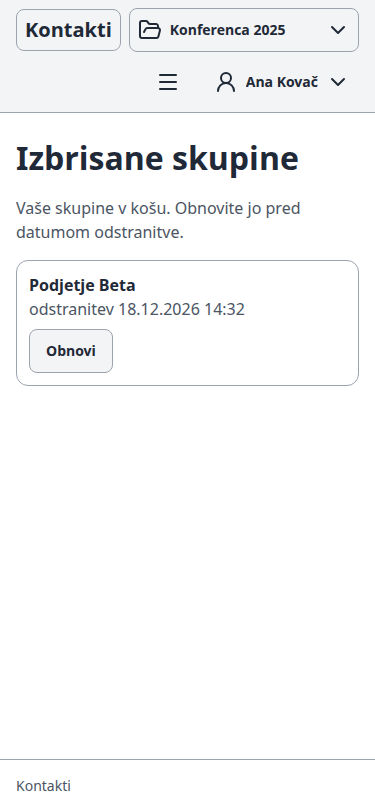 Kontakti
Konferenca 2025
Ana Kovač
Izbrisane skupine
Vaše skupine v košu. Obnovite jo pred
datumom odstranitve.
Podjetje Beta
odstranitev 18.12.2026 14:32
Obnovi
Kontakti